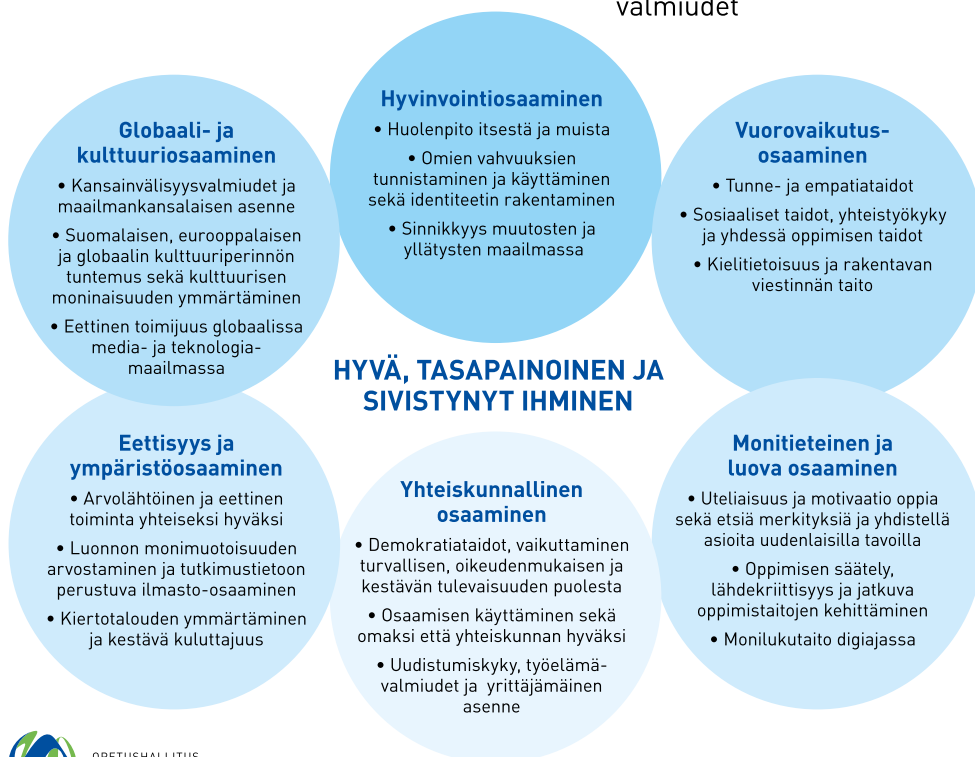 valmiudet
Hyvinvointiosaaminen
• Huolenpito itsestä ja muista
• Omien vahvuuksien
tunnistaminen ja käyttäminen
sekä identiteetin rakentaminen
• Sinnikkyys muutosten ja
yllätysten maailmassa
Globaali- ja
kulttuuriosaaminen
• Kansainvälisyysvalmiudet ja
maailmankansalaisen asenne
• Suomalaisen, eurooppalaisen
ja globaalin kulttuuriperinnön
tuntemus sekä kulttuurisen
moninaisuuden ymmärtäminen
• Eettinen toimijuus globaalissa
media- ja teknologia-
maailmassa
Vuorovaikutus-
osaaminen
• Tunne- ja empatiataidot
• Sosiaaliset taidot, yhteistyökyky
ja yhdessä oppimisen taidot
• Kielitietoisuus ja rakentavan
viestinnän taito
HYVÄ, TASAPAINOINEN JA
SIVISTYNYT IHMINEN
Eettisyys ja
ympäristöosaaminen
• Arvolähtöinen ja eettinen
toiminta yhteiseksi hyväksi
• Luonnon monimuotoisuuden
arvostaminen ja tutkimustietoon
perustuva ilmasto-osaaminen
• Kiertotalouden ymmärtäminen
ja kestävä kuluttajuus
Yhteiskunnallinen
osaaminen
• Demokratiataidot, vaikuttaminen
turvallisen, oikeudenmukaisen ja
kestävän tulevaisuuden puolesta
• Osaamisen käyttäminen sekä
omaksi että yhteiskunnan hyväksi
• Uudistumiskyky, työelämä-
valmiudet ja yrittäjämäinen
asenne
Monitieteinen ja
luova osaaminen
• Uteliaisuus ja motivaatio oppia
sekä etsiä merkityksiä ja yhdistellä
asioita uudenlaisilla tavoilla
• Oppimisen säätely,
lähdekriittisyys ja jatkuva
oppimistaitojen kehittäminen
• Monilukutaito digiajassa
OPETUSHALLITUS